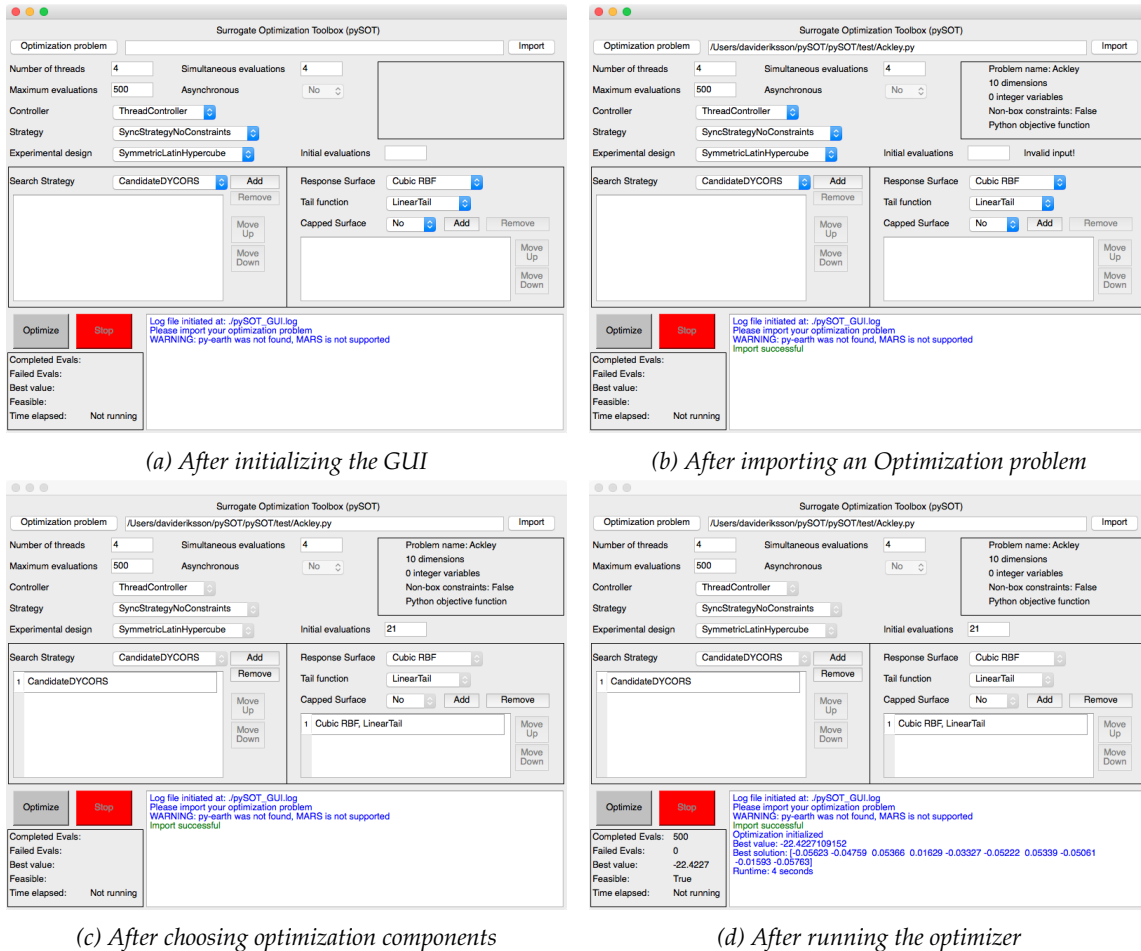 Surrogate Optimization Toolbox (pySOT)
Optimization problem Import
Number of threads 4 Simultaneous evaluations 4
Maximum evaluations 500 Asynchronous No
Controller ThreadController
Strategy SyncStrategyNoConstraints
Experimental design SymmetricLatinHypercube Initial evaluations
Search Strategy CandidateDYCORS Add
Remove
Move Up
Move Down
Response Surface Cubic RBF
Tail function LinearTail
Capped Surface No Add Remove
Move Up
Move Down
Optimize Stop
Log file initiated at: ./pySOT_GUI.log
Please import your optimization problem
WARNING: py-earth was not found, MARS is not supported
Completed Evals:
Failed Evals:
Best value:
Feasible:
Time elapsed: Not running
(a) After initializing the GUI
Surrogate Optimization Toolbox (pySOT)
Optimization problem /Users/davideriksson/pySOT/pySOT/test/Ackley.py Import
Number of threads 4 Simultaneous evaluations 4
Maximum evaluations 500 Asynchronous No
Controller ThreadController
Strategy SyncStrategyNoConstraints
Experimental design SymmetricLatinHypercube Initial evaluations Invalid input!
Problem name: Ackley
10 dimensions
0 integer variables
Non-box constraints: False
Python objective function
Search Strategy CandidateDYCORS Add
Remove
Move Up
Move Down
Response Surface Cubic RBF
Tail function LinearTail
Capped Surface No Add Remove
Move Up
Move Down
Optimize Stop
Log file initiated at: ./pySOT_GUI.log
Please import your optimization problem
WARNING: py-earth was not found, MARS is not supported
Import successful
Completed Evals:
Failed Evals:
Best value:
Feasible:
Time elapsed: Not running
(b) After importing an Optimization problem
Surrogate Optimization Toolbox (pySOT)
Optimization problem /Users/davideriksson/pySOT/pySOT/test/Ackley.py Import
Number of threads 4 Simultaneous evaluations 4
Maximum evaluations 500 Asynchronous No
Controller ThreadController
Strategy SyncStrategyNoConstraints
Experimental design SymmetricLatinHypercube Initial evaluations 21
Problem name: Ackley
10 dimensions
0 integer variables
Non-box constraints: False
Python objective function
Search Strategy CandidateDYCORS Add
Remove
1 CandidateDYCORS
Move Up
Move Down
Response Surface Cubic RBF
Tail function LinearTail
Capped Surface No Add Remove
1 Cubic RBF, LinearTail
Move Up
Move Down
Optimize Stop
Log file initiated at: ./pySOT_GUI.log
Please import your optimization problem
WARNING: py-earth was not found, MARS is not supported
Import successful
Completed Evals:
Failed Evals:
Best value:
Feasible:
Time elapsed: Not running
(c) After choosing optimization components
Surrogate Optimization Toolbox (pySOT)
Optimization problem /Users/davideriksson/pySOT/pySOT/test/Ackley.py Import
Number of threads 4 Simultaneous evaluations 4
Maximum evaluations 500 Asynchronous No
Controller ThreadController
Strategy SyncStrategyNoConstraints
Experimental design SymmetricLatinHypercube Initial evaluations 21
Problem name: Ackley
10 dimensions
0 integer variables
Non-box constraints: False
Python objective function
Search Strategy CandidateDYCORS Add
Remove
1 CandidateDYCORS
Move Up
Move Down
Response Surface Cubic RBF
Tail function LinearTail
Capped Surface No Add Remove
1 Cubic RBF, LinearTail
Move Up
Move Down
Optimize Stop
Log file initiated at: ./pySOT_GUI.log
Please import your optimization problem
WARNING: py-earth was not found, MARS is not supported
Import successful
Optimization initialized
Best value: -22.4227109152
Best solution: [-0.05623 -0.04759 0.05366 0.01629 -0.03327 -0.05222 0.05339 -0.05061
-0.01593 -0.05763]
Runtime: 4 seconds
Completed Evals: 500
Failed Evals: 0
Best value: -22.4227
Feasible: True
Time elapsed: Not running
(d) After running the optimizer